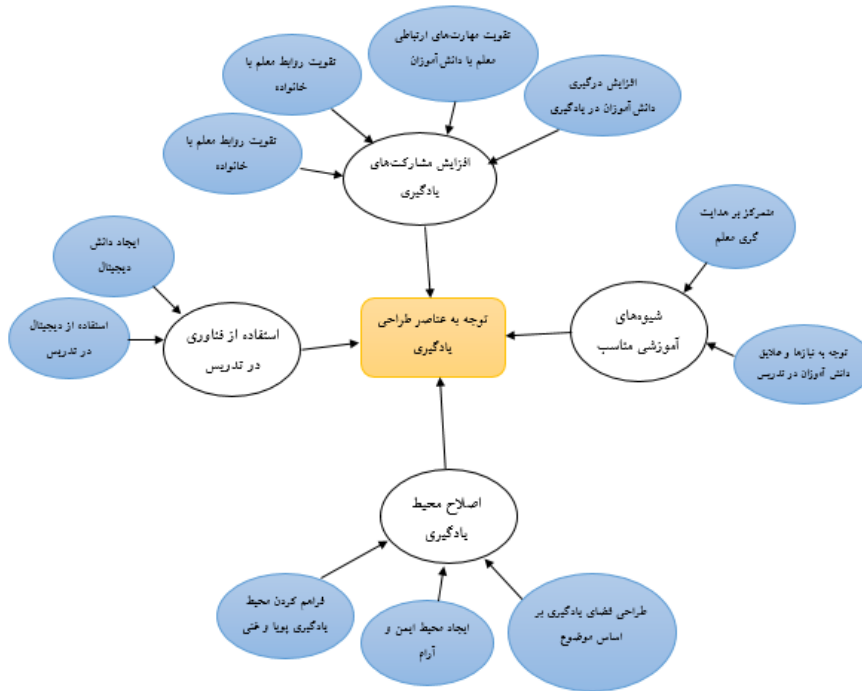 تقویت مهارت‌های ارتباطی
معلم با دانش‌آموزان
تقویت روابط معلم با
خانواده
افزایش درگیری
دانش‌آموزان در یادگیری
تقویت روابط معلم با
خانواده
افزایش مشارکت‌های
یادگیری
متمرکز بر هدایت
گری معلم
ایجاد دانش
دیجیتال
شیوه‌های
آموزشی مناسب
توجه به عناصر طراحی
یادگیری
استفاده از فناوری
در تدریس
استفاده از دیجیتال
در تدریس
توجه به نیازها و علایق
دانش آموزان در تدریس
اصلاح محیط
یادگیری
طراحی فضای یادگیری بر
اساس موضوع
ایجاد محیط ایمن و
آرام
فراهم کردن محیط
یادگیری پویا و غنی